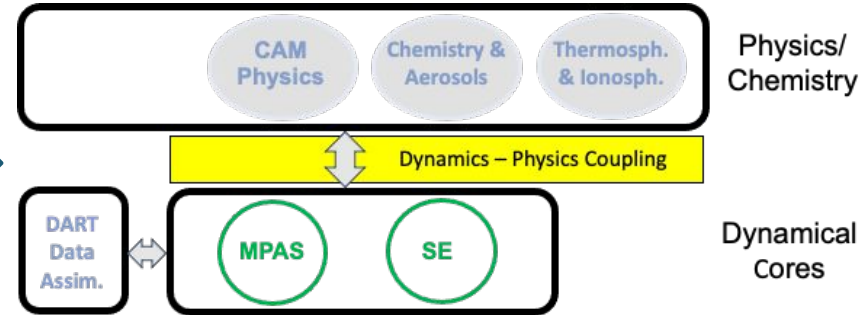 CAM
Physics
Chemistry &
Aerosols
Thermosph.
& Ionosph.
Physics/
Chemistry
Dynamics – Physics Coupling
DART
Data
Assim.
MPAS
SE
Dynamical
Cores